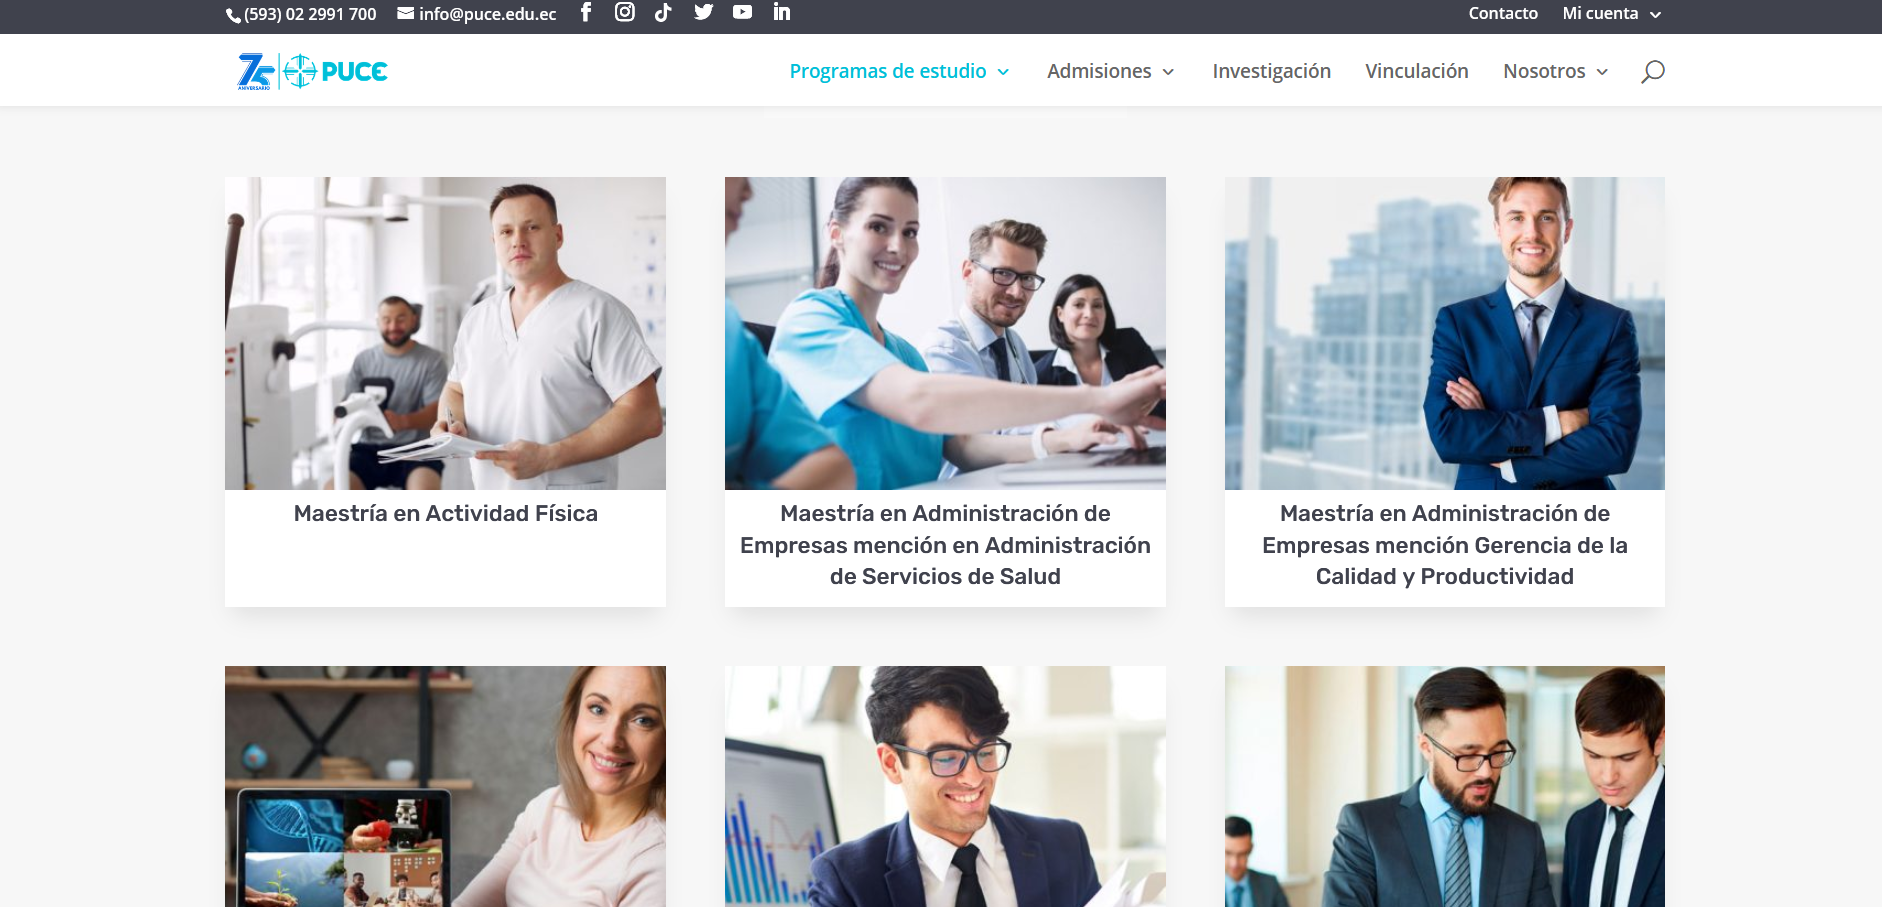 (593) 02 2991 700 info@puce.edu.ec Contacto Mi cuenta
75 ANIVERSARIO PUCE Programas de estudio Admisiones Investigación Vinculación Nosotros
Maestría en Actividad Física
Maestría en Administración de
Empresas mención en Administración
de Servicios de Salud
Maestría en Administración de
Empresas mención Gerencia de la
Calidad y Productividad